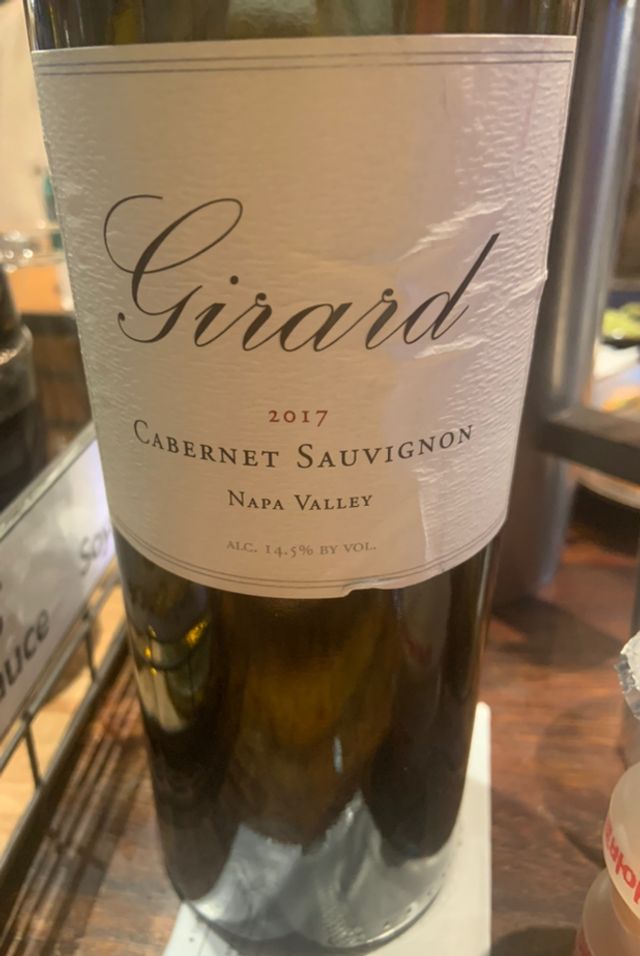 Girard
2017
CABERNET SAUVIGNON
NAPA VALLEY
ALC. 14.5% BY VOL.